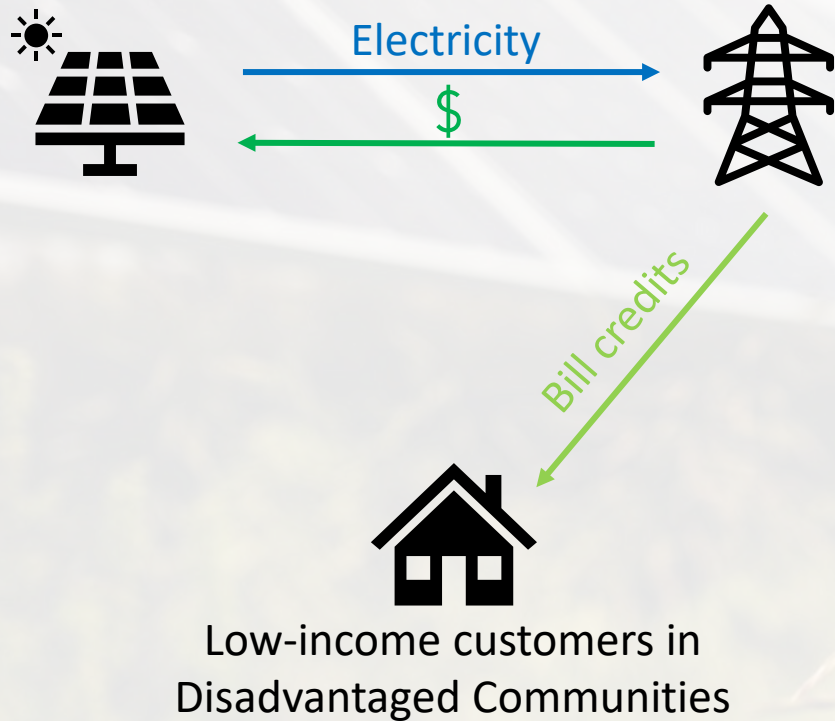 Electricity
$
Bill credits
Low-income customers in
Disadvantaged Communities